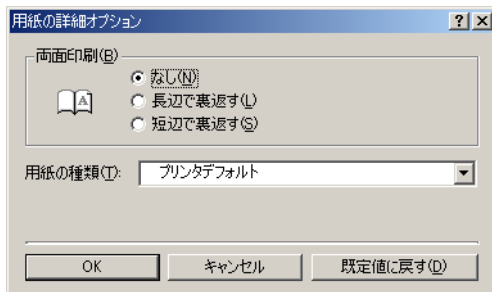 用紙の詳細オプション
両面印刷(B)
なし(N)
長辺で裏返す(L)
短辺で裏返す(S)
A
用紙の種類(T): プリンタデフォルト
OK キャンセル 既定値に戻す(D)